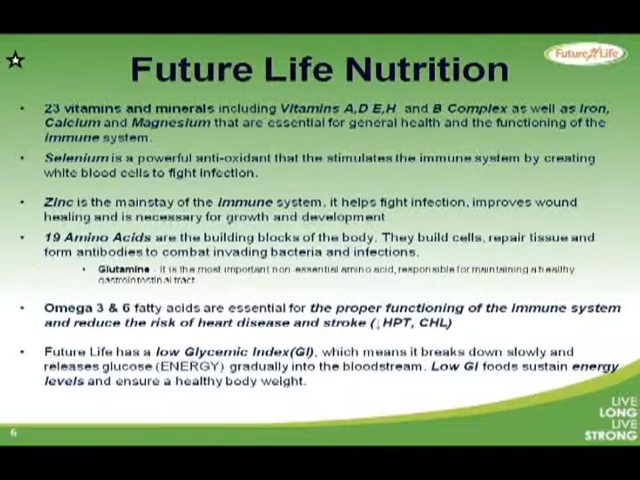 Future Life Nutrition
Future Life
• 23 vitamins and minerals including Vitamins A,D E,H and B Complex as well as Iron,
Calcium and Magnesium that are essential for general health and the functioning of the
immune system.
• Selenium is a powerful anti-oxidant that the stimulates the immune system by creating
white blood cells to fight infection.
• Zinc is the mainstay of the Immune system, it helps fight infection, improves wound
healing and is necessary for growth and development
• 19 Amino Acids are the building blocks of the body. They build cells, repair tissue and
form antibodies to combat invading bacteria and infections.
• Glutamine - it is the most important non-essential amino acid, responsible for maintaining a healthy
gastrointestinal tract.
• Omega 3 & 6 fatty acids are essential for the proper functioning of the immune system
and reduce the risk of heart disease and stroke (↓HPT, CHL)
• Future Life has a low Glycemic Index(GI), which means it breaks down slowly and
releases glucose (ENERGY) gradually into the bloodstream. Low GI foods sustain energy
levels and ensure a healthy body weight.
LIVE
LONG
LIVE
STRONG
6